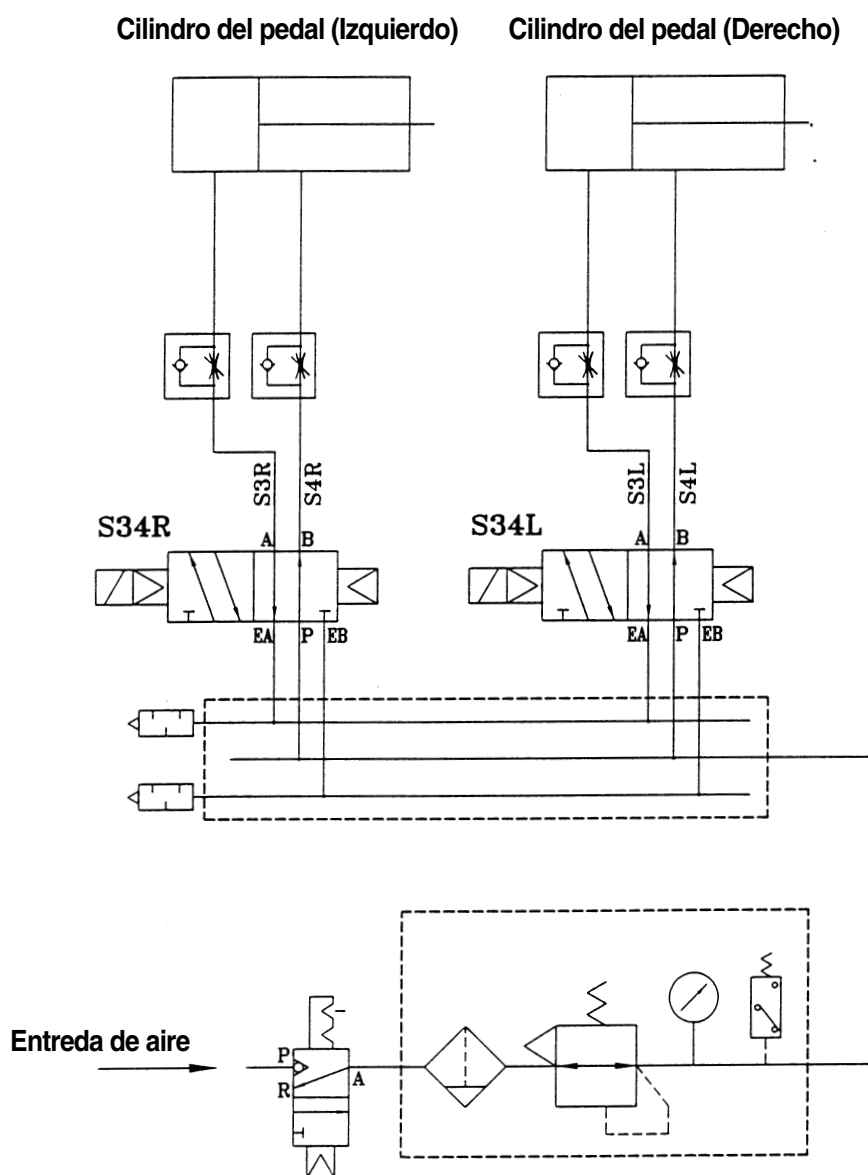 Cilindro del pedal (Izquierdo)
Cilindro del pedal (Derecho)
S3R
S4R
S3L
S4L
S34R
A
B
S34L
A
B
EA
P
EB
EA
P
EB
Entreda de aire
P
R
A